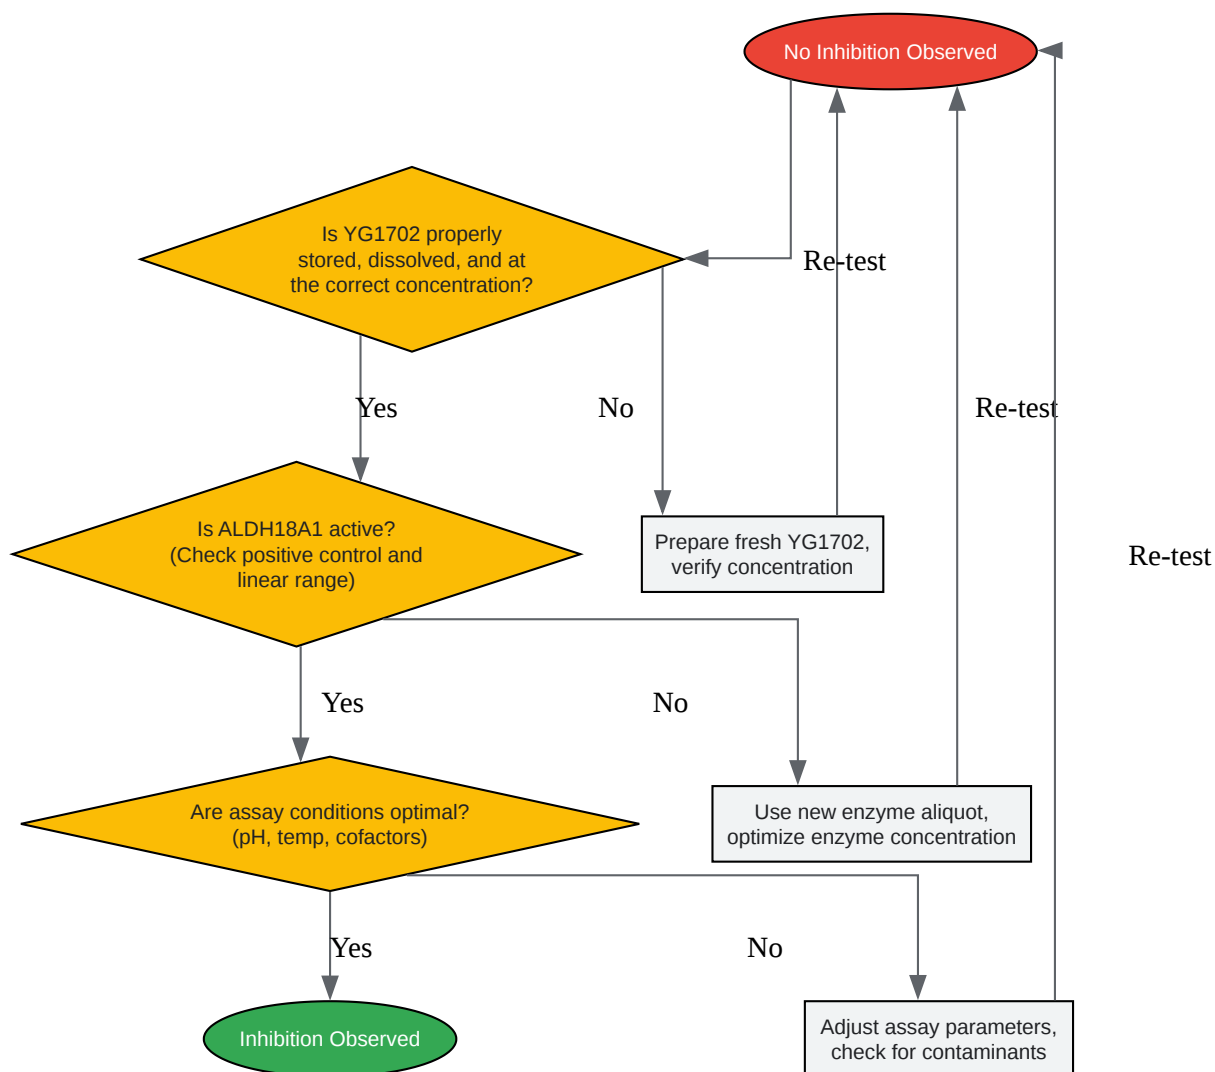 No Inhibition Observed
Is YG1702 properly
stored, dissolved, and at
the correct concentration?
Re-test
Yes
No
Re-test
Is ALDH18A1 active?
(Check positive control and
linear range)
Prepare fresh YG1702,
verify concentration
Re-test
Yes
No
Are assay conditions optimal?
(pH, temp, cofactors)
Use new enzyme aliquot,
optimize enzyme concentration
Yes
No
Inhibition Observed
Adjust assay parameters,
check for contaminants